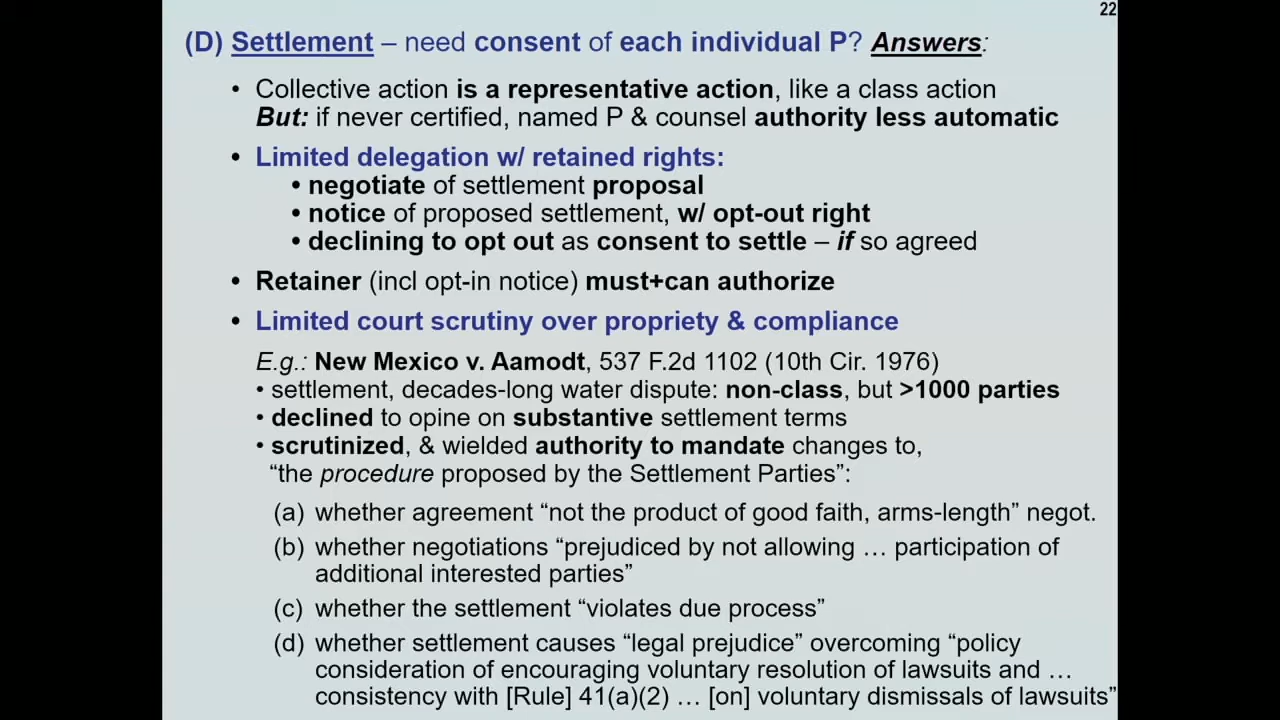 22
(D) Settlement – need consent of each individual P? Answers:
• Collective action is a representative action, like a class action
But: if never certified, named P & counsel authority less automatic
• Limited delegation w/ retained rights:
• negotiate of settlement proposal
• notice of proposed settlement, w/ opt-out right
• declining to opt out as consent to settle – if so agreed
• Retainer (incl opt-in notice) must+can authorize
• Limited court scrutiny over propriety & compliance
E.g.: New Mexico v. Aamodt, 537 F.2d 1102 (10th Cir. 1976)
• settlement, decades-long water dispute: non-class, but >1000 parties
• declined to opine on substantive settlement terms
• scrutinized, & wielded authority to mandate changes to,
“the procedure proposed by the Settlement Parties”:
(a) whether agreement “not the product of good faith, arms-length” negot.
(b) whether negotiations “prejudiced by not allowing … participation of
additional interested parties”
(c) whether the settlement “violates due process”
(d) whether settlement causes “legal prejudice” overcoming “policy
consideration of encouraging voluntary resolution of lawsuits and …
consistency with [Rule] 41(a)(2) … [on] voluntary dismissals of lawsuits”